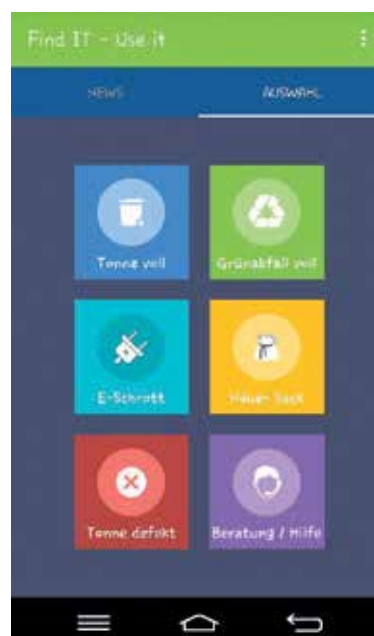 Find IT - Use it
NEWS
AUSWAHL
Tonne voll
Grünabfall voll
E-Schrott
Neuer Sack
Tonne defekt
Beratung / Hilfe